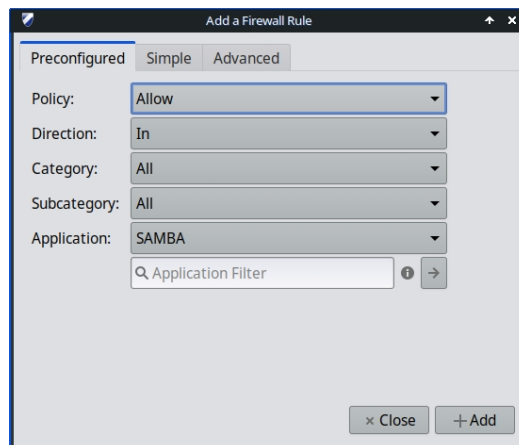 Add a Firewall Rule
Preconfigured Simple Advanced
Policy: Allow
Direction: In
Category: All
Subcategory: All
Application: SAMBA
Application Filter
Close Add